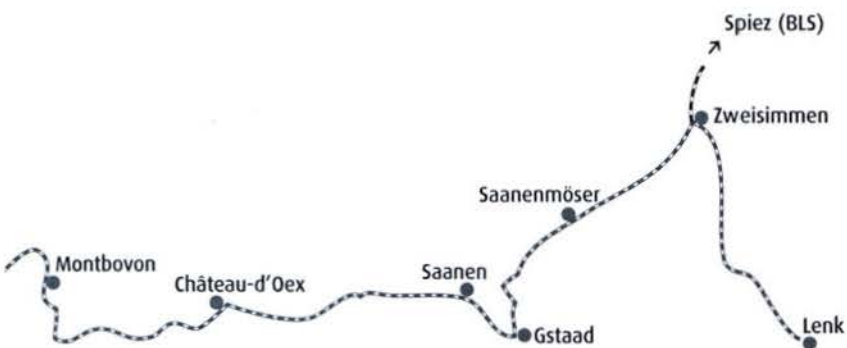 Spiez (BLS)
Zweisimmen
Saanenmöser
Montbovon
Château-d'Oex
Saanen
Gstaad
Lenk